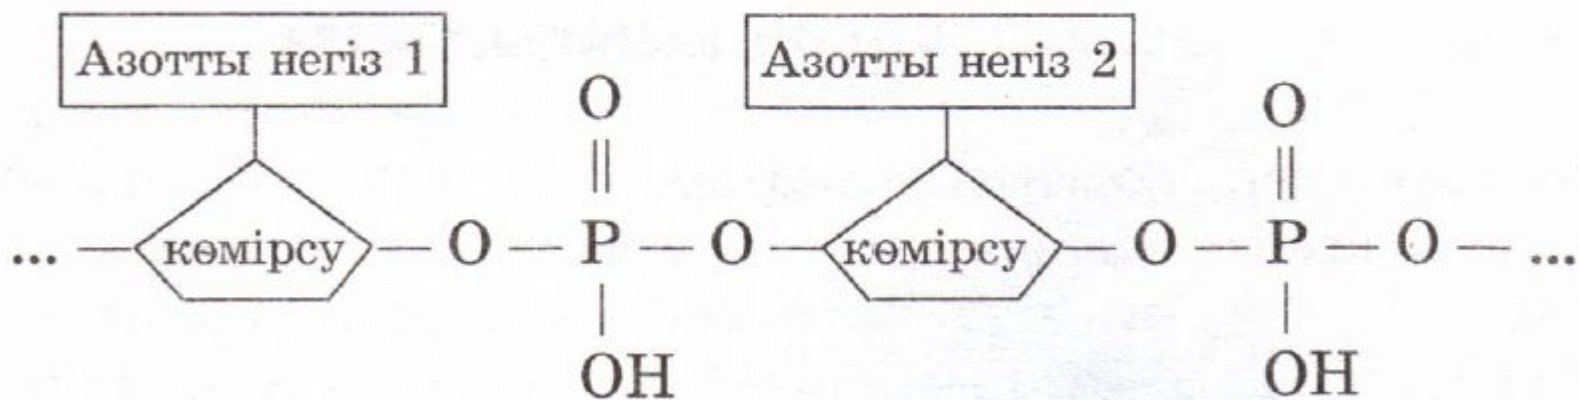 Азотты негіз 1 Азотты негіз 2
O O
... — көмірсу — O — P — O — көмірсу — O — P — O — ...
OH OH